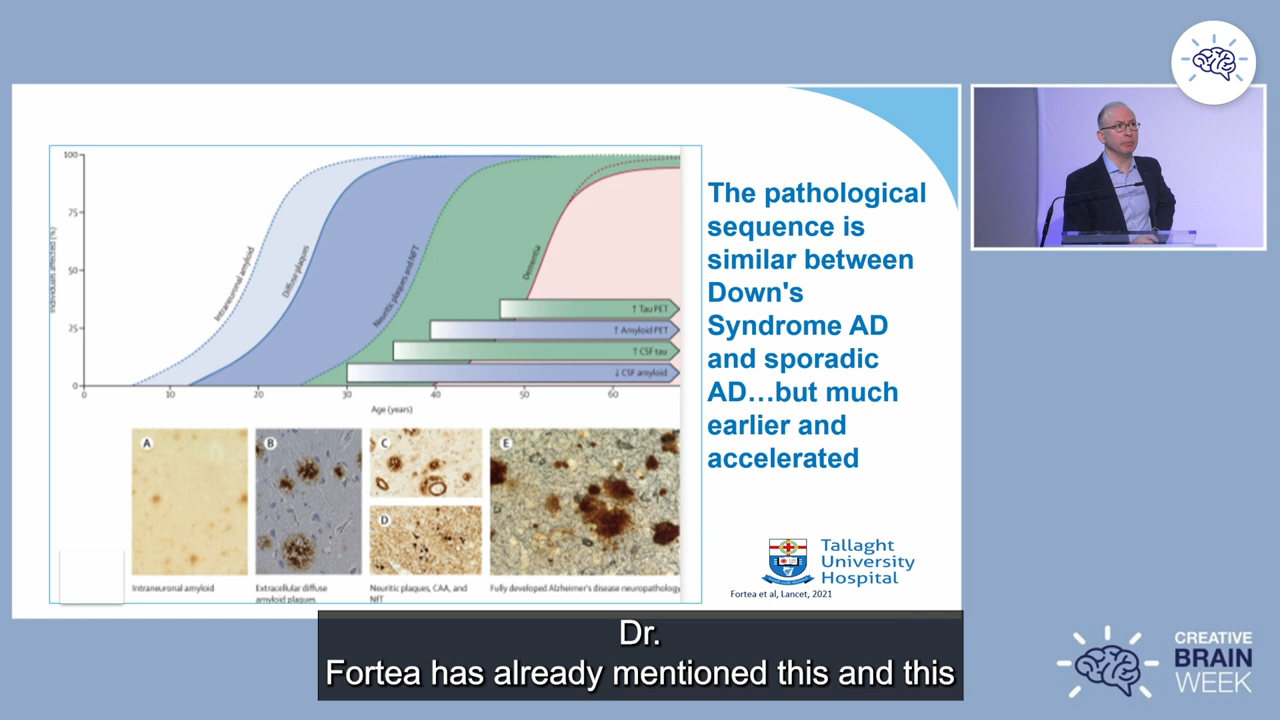 100
75
50
25
0
Individuals affected (%)
Intraneuronal amyloid
Diffuse plaques
Neuritic plaques and NFT
Dementia
↑ Tau PET
↑ Amyloid PET
↑ CSF tau
↓ CSF amyloid
0 10 20 30 40 50 60
Age (years)
A
B
C
D
E
Intraneuronal amyloid
Extracellular diffuse
amyloid plaques
Neuritic plaques, CAA, and
NfT
Fully developed Alzheimer's disease neuropathology
The pathological
sequence is
similar between
Down's
Syndrome AD
and sporadic
AD…but much
earlier and
accelerated
Tallaght
University
Hospital
Fortea et al, Lancet, 2021
Dr.
Fortea has already mentioned this and this
CREATIVE
BRAIN
WEEK